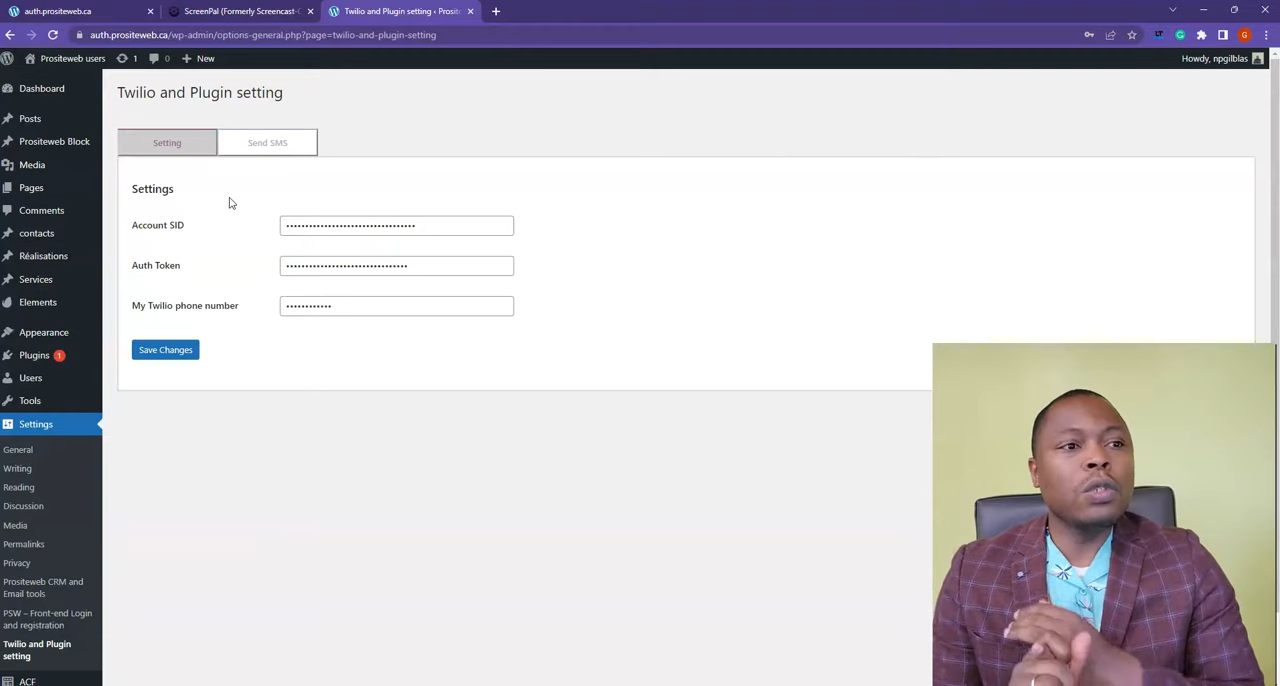 auth.prositeweb.ca
ScreenPal (Formerly Screencast-O
Twilio and Plugin setting ‹ Prosit
auth.prositeweb.ca/wp-admin/options-general.php?page=twilio-and-plugin-setting
LT
G
Prositeweb users
1
0
New
Howdy, npgilblas
Dashboard
Posts
Prositeweb Block
Media
Pages
Comments
contacts
Réalisations
Services
Elements
Appearance
Plugins 1
Users
Tools
Settings
General
Writing
Reading
Discussion
Media
Permalinks
Privacy
Prositeweb CRM and
Email tools
PSW – Front-end Login
and registration
Twilio and Plugin
setting
ACF
Twilio and Plugin setting
Setting
Send SMS
Settings
Account SID
Auth Token
My Twilio phone number
Save Changes